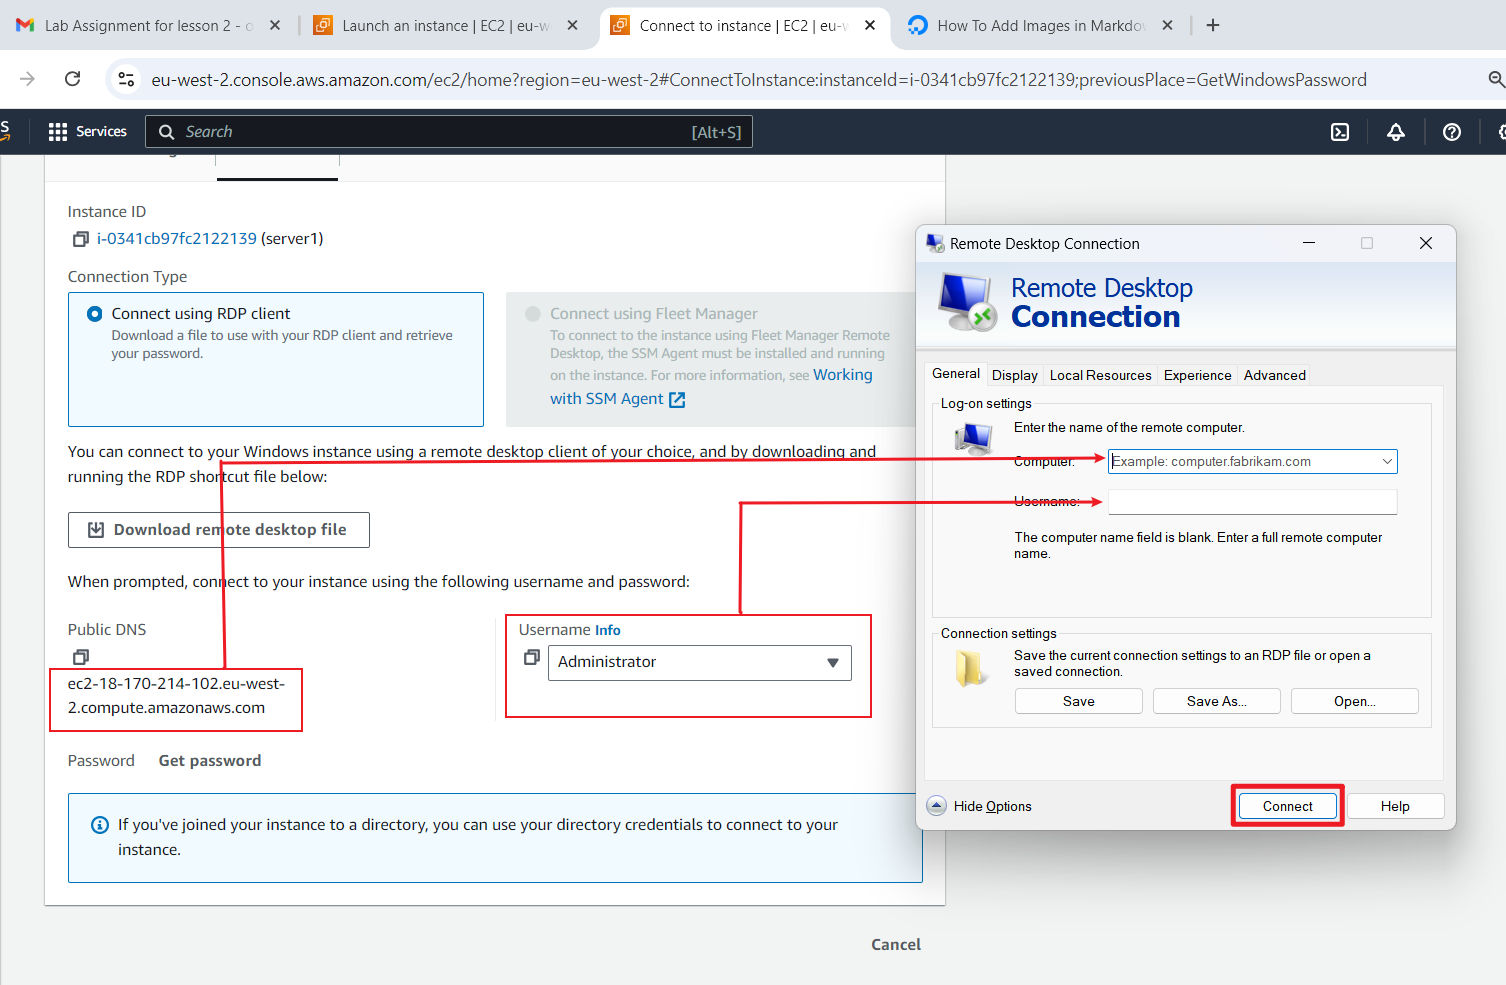 Lab Assignment for lesson 2 -
Launch an instance | EC2 | eu-w
Connect to instance | EC2 | eu-w
How To Add Images in Markdo
eu-west-2.console.aws.amazon.com/ec2/home?region=eu-west-2#ConnectToInstance:instanceId=i-0341cb97fc2122139;previousPlace=GetWindowsPassword
Services
Search
[Alt+S]
Instance ID
i-0341cb97fc2122139 (server1)
Connection Type
Connect using RDP client
Download a file to use with your RDP client and retrieve
your password.
Connect using Fleet Manager
To connect to the instance using Fleet Manager Remote
Desktop, the SSM Agent must be installed and running
on the instance. For more information, see Working
with SSM Agent
You can connect to your Windows instance using a remote desktop client of your choice, and by downloading and
running the RDP shortcut file below:
Download remote desktop file
When prompted, connect to your instance using the following username and password:
Public DNS
ec2-18-170-214-102.eu-west-
2.compute.amazonaws.com
Username Info
Administrator
Password Get password
If you've joined your instance to a directory, you can use your directory credentials to connect to your
instance.
Cancel
Remote Desktop Connection
Remote Desktop
Connection
General
Display
Local Resources
Experience
Advanced
Log-on settings
Enter the name of the remote computer.
Computer:
Example: computer.fabrikam.com
Username:
The computer name field is blank. Enter a full remote computer
name.
Connection settings
Save the current connection settings to an RDP file or open a
saved connection.
Save
Save As...
Open...
Hide Options
Connect
Help